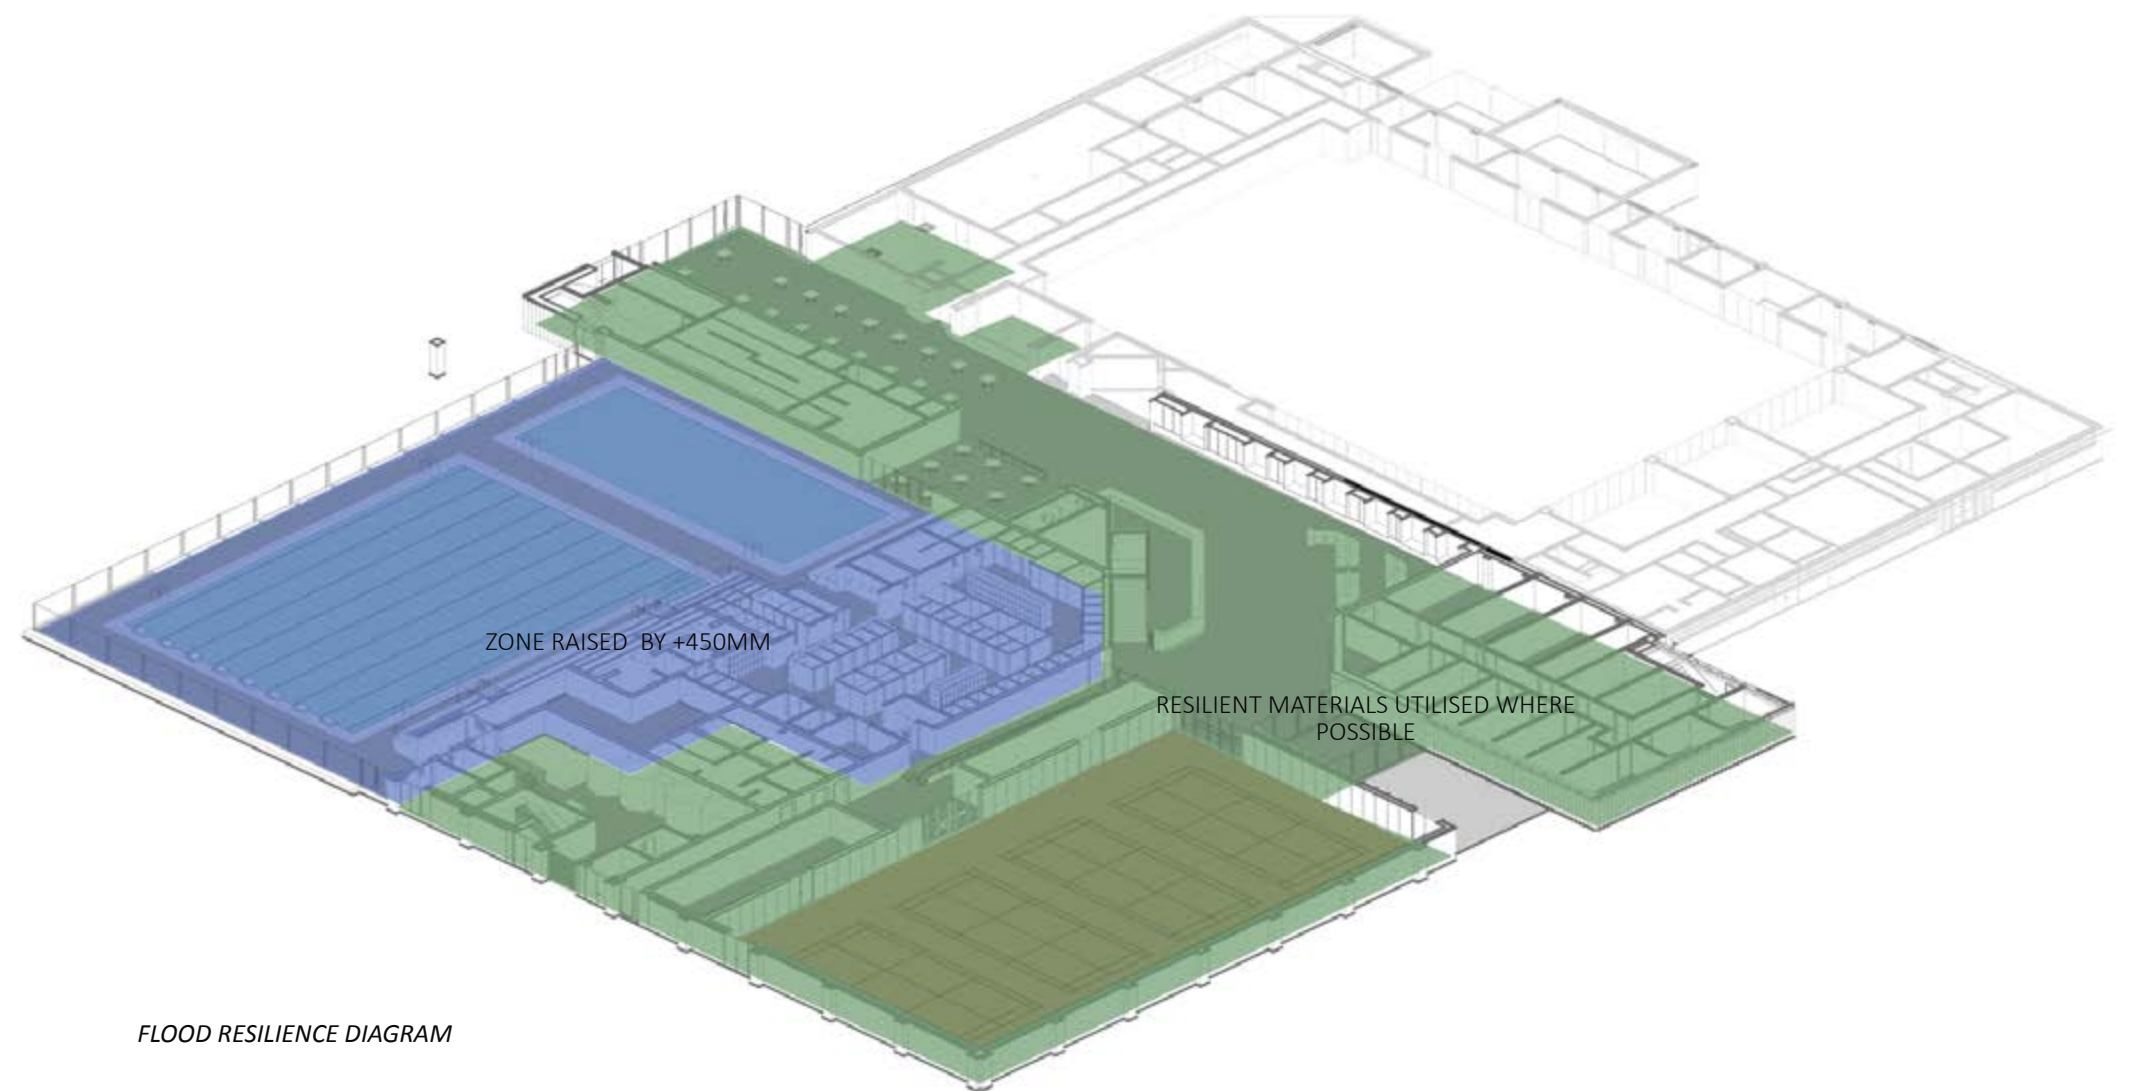 ZONE RAISED BY +450MM
RESILIENT MATERIALS UTILISED WHERE
POSSIBLE
FLOOD RESILIENCE DIAGRAM